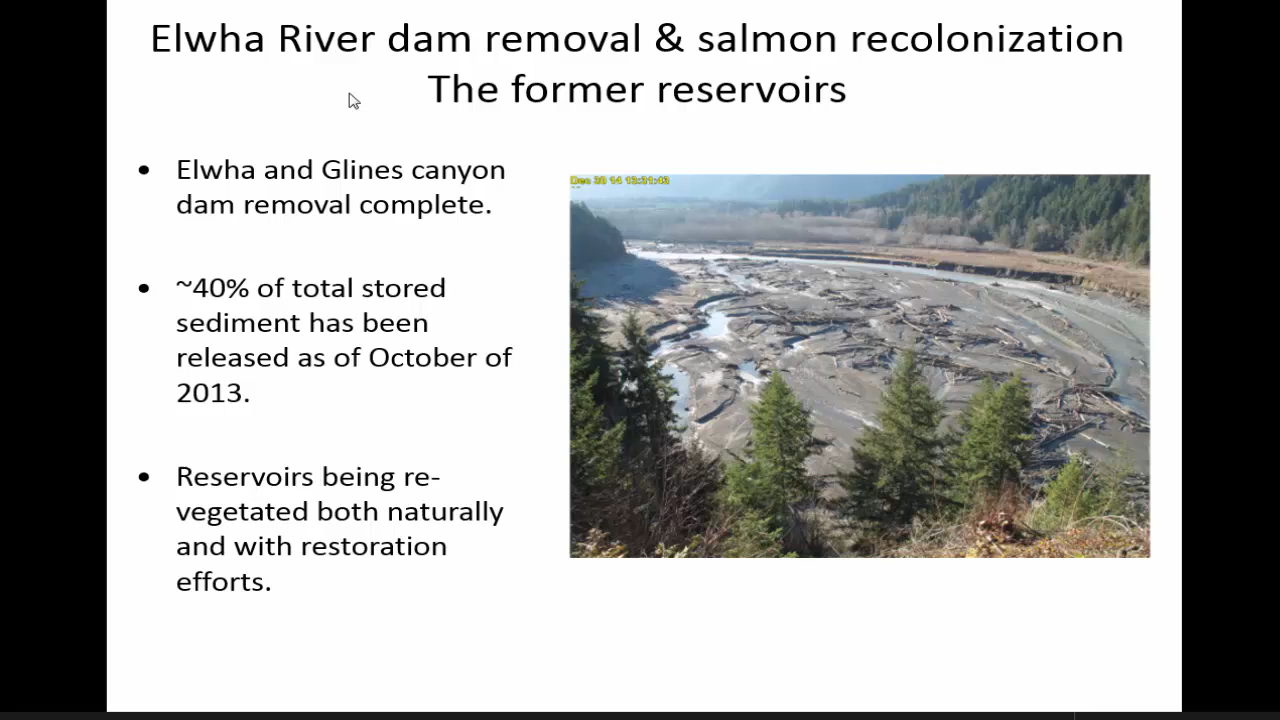 Elwha River dam removal & salmon recolonization
The former reservoirs
• Elwha and Glines canyon
dam removal complete.
• ~40% of total stored
sediment has been
released as of October of
2013.
• Reservoirs being re-
vegetated both naturally
and with restoration
efforts.